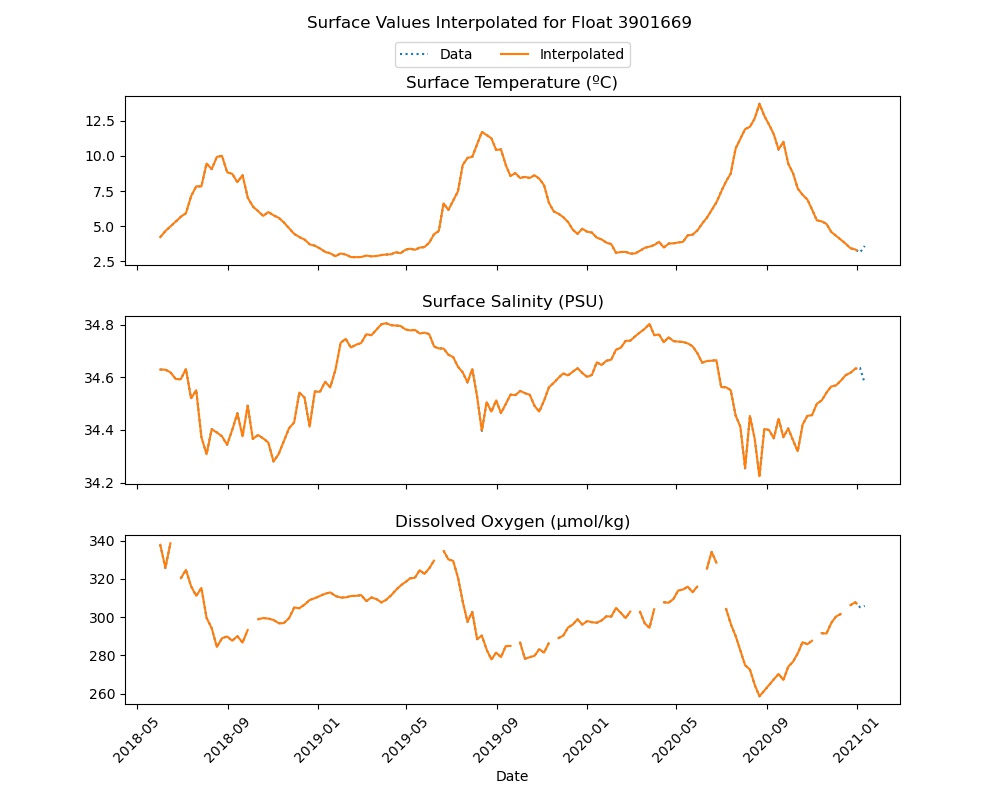 Surface Values Interpolated for Float 3901669
Data Interpolated
Surface Temperature (ºC)
12.5
10.0
7.5
5.0
2.5
Surface Salinity (PSU)
34.8
34.6
34.4
34.2
Dissolved Oxygen (μmol/kg)
340
320
300
280
260
2018-05 2018-09 2019-01 2019-05 2019-09 2020-01 2020-05 2020-09 2021-01
Date